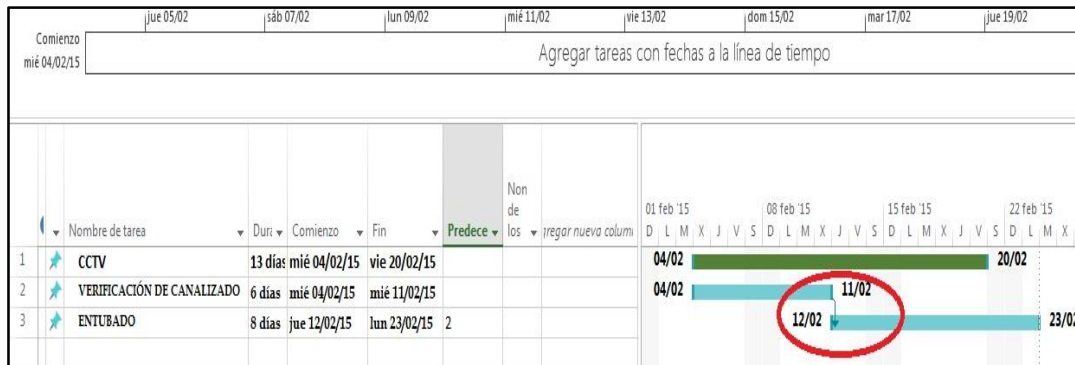 jue 05/02 sáb 07/02 lun 09/02 mié 11/02 vie 13/02 dom 15/02 mar 17/02 jue 19/02
Comienzo
mié 04/02/15
Agregar tareas con fechas a la línea de tiempo
Nombre de tarea Dura Comienzo Fin Predece Non de los gregar nueva colum
01 feb '15 08 feb '15 15 feb '15 22 feb '15
D L M X J V S D L M X J V S D L M X J V S D L M X
1 CCTV 13 días mié 04/02/15 vie 20/02/15
04/02 20/02
2 VERIFICACIÓN DE CANALIZADO 6 días mié 04/02/15 mié 11/02/15
04/02 11/02
3 ENTUBADO 8 días jue 12/02/15 lun 23/02/15 2
12/02 23/02